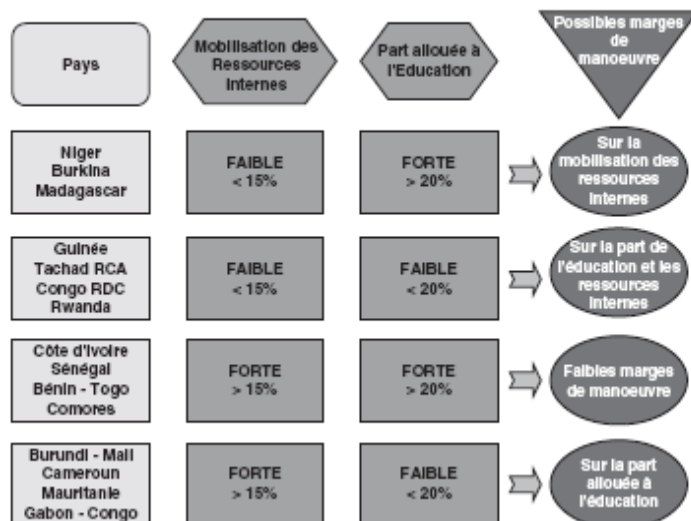 Pays
Mobilisation des
Ressources
Internes
Part allouée à
l'Education
Possibles marges
de
manoeuvre
Niger
Burkina
Madagascar
FAIBLE
< 15%
FORTE
> 20%
Sur la
mobilisation des
ressources
Internes
Guinée
Tachad RCA
Congo RDC
Rwanda
FAIBLE
< 15%
FAIBLE
< 20%
Sur la part de
l'éducation et les
ressources
Internes
Côte d'Ivoire
Sénégal
Bénin - Togo
Comores
FORTE
> 15%
FORTE
> 20%
Faibles marges
de manoeuvre
Burundi - Mali
Cameroun
Mauritanie
Gabon - Congo
FORTE
> 15%
FAIBLE
< 20%
Sur la part
allouée à
l'éducation